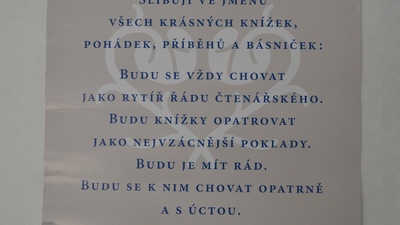 SLIBUJI VE JMÉNU
VŠECH KRÁSNÝCH KNÍŽEK,
POHÁDEK, PŘÍBĚHŮ A BÁSNIČEK:
BUDU SE VŽDY CHOVAT
JAKO RYTÍŘ ŘÁDU ČTENÁŘSKÉHO.
BUDU KNÍŽKY OPATROVAT
JAKO NEJVZÁCNĚJŠÍ POKLADY.
BUDU JE MÍT RÁD.
BUDU SE K NIM CHOVAT OPATRNĚ
A S ÚCTOU.